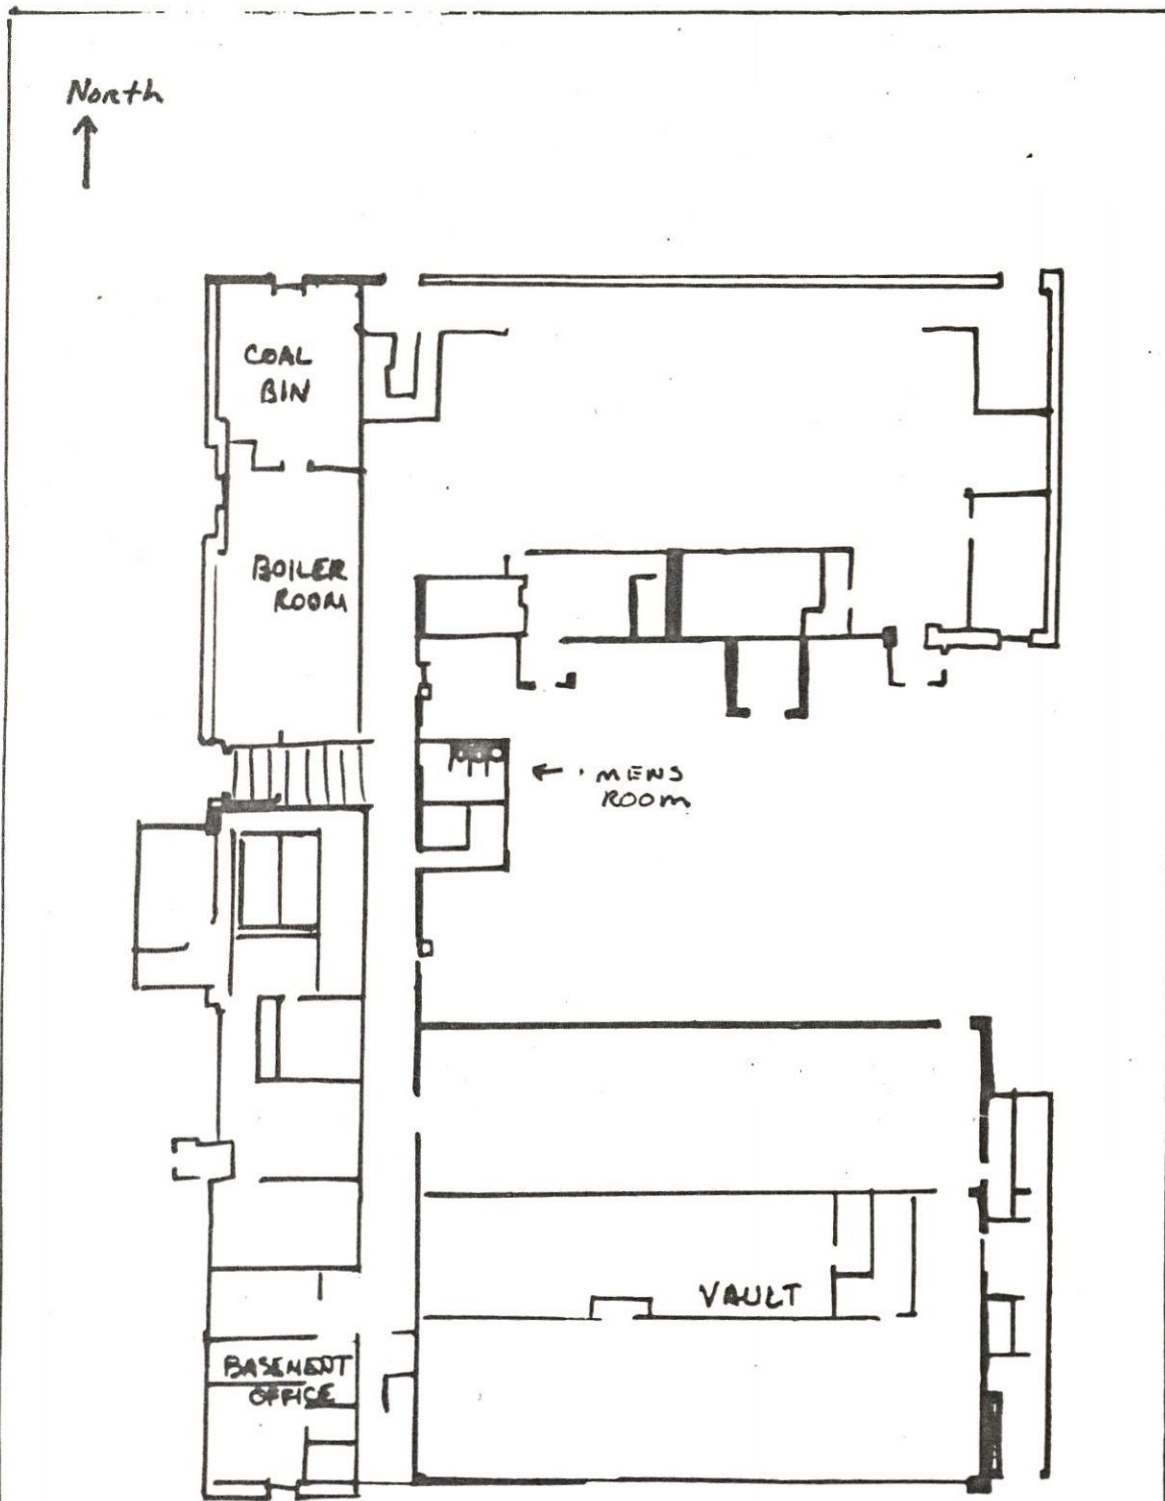 North
COAL
BIN
BOILER
ROOM
MENS
ROOM
VAULT
BASEMENT
OFFICE